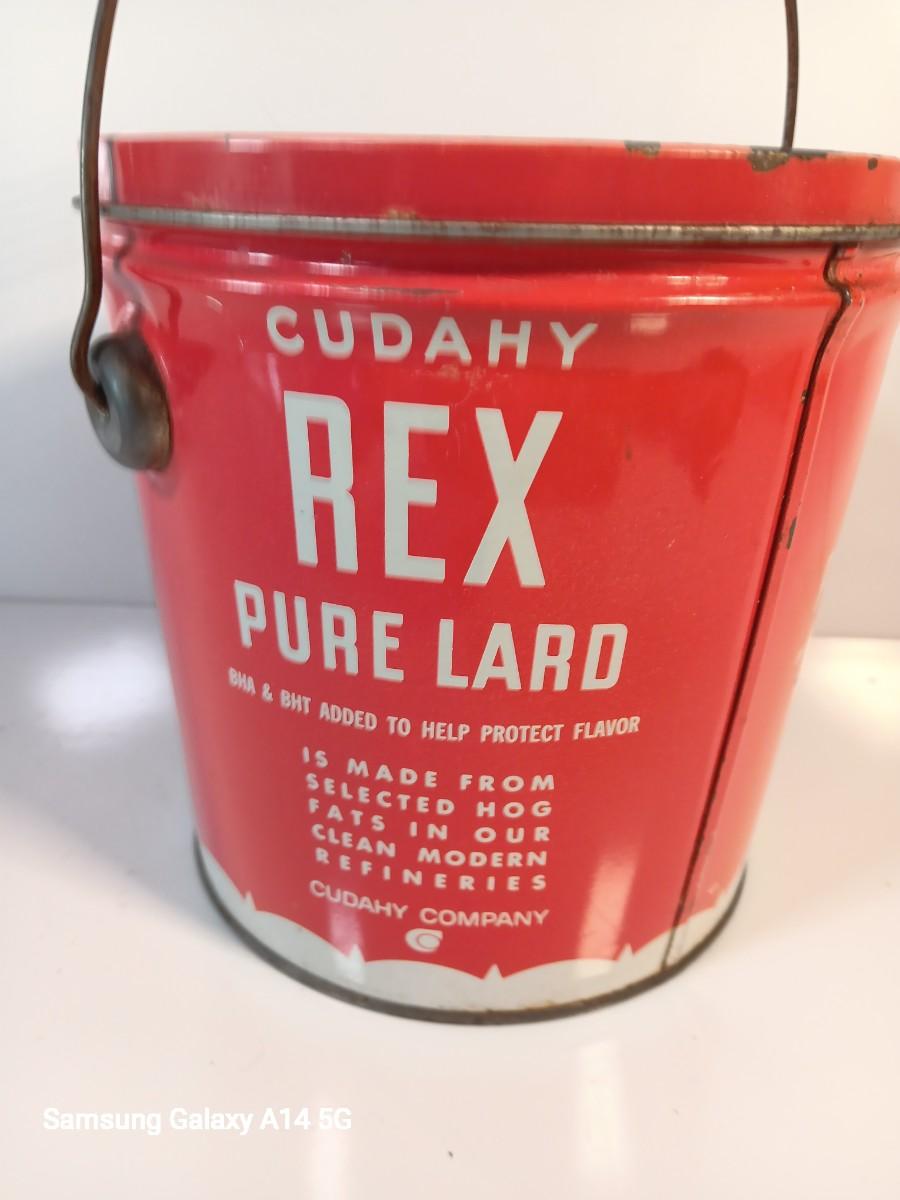 CUDAHY
REX
PURE LARD
BHA & BHT ADDED TO HELP PROTECT FLAVOR
IS MADE FROM
SELECTED HOG
FATS IN OUR
CLEAN MODERN
REFINERIES
CUDAHY COMPANY
Samsung Galaxy A14 5G